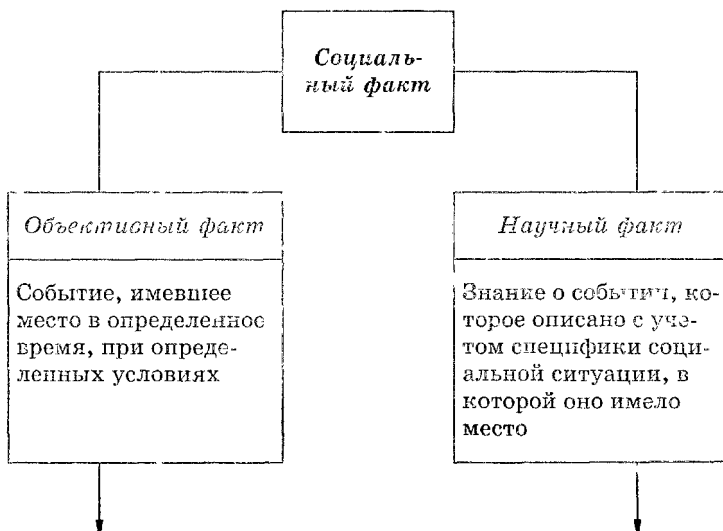 Социаль-
ный факт
Объективный факт
Событие, имевшее
место в определенное
время, при опреде-
ленных условиях
Научный факт
Знание о событии, ко-
торое описано с уче-
том специфики соци-
альной ситуации, в
которой оно имело
место